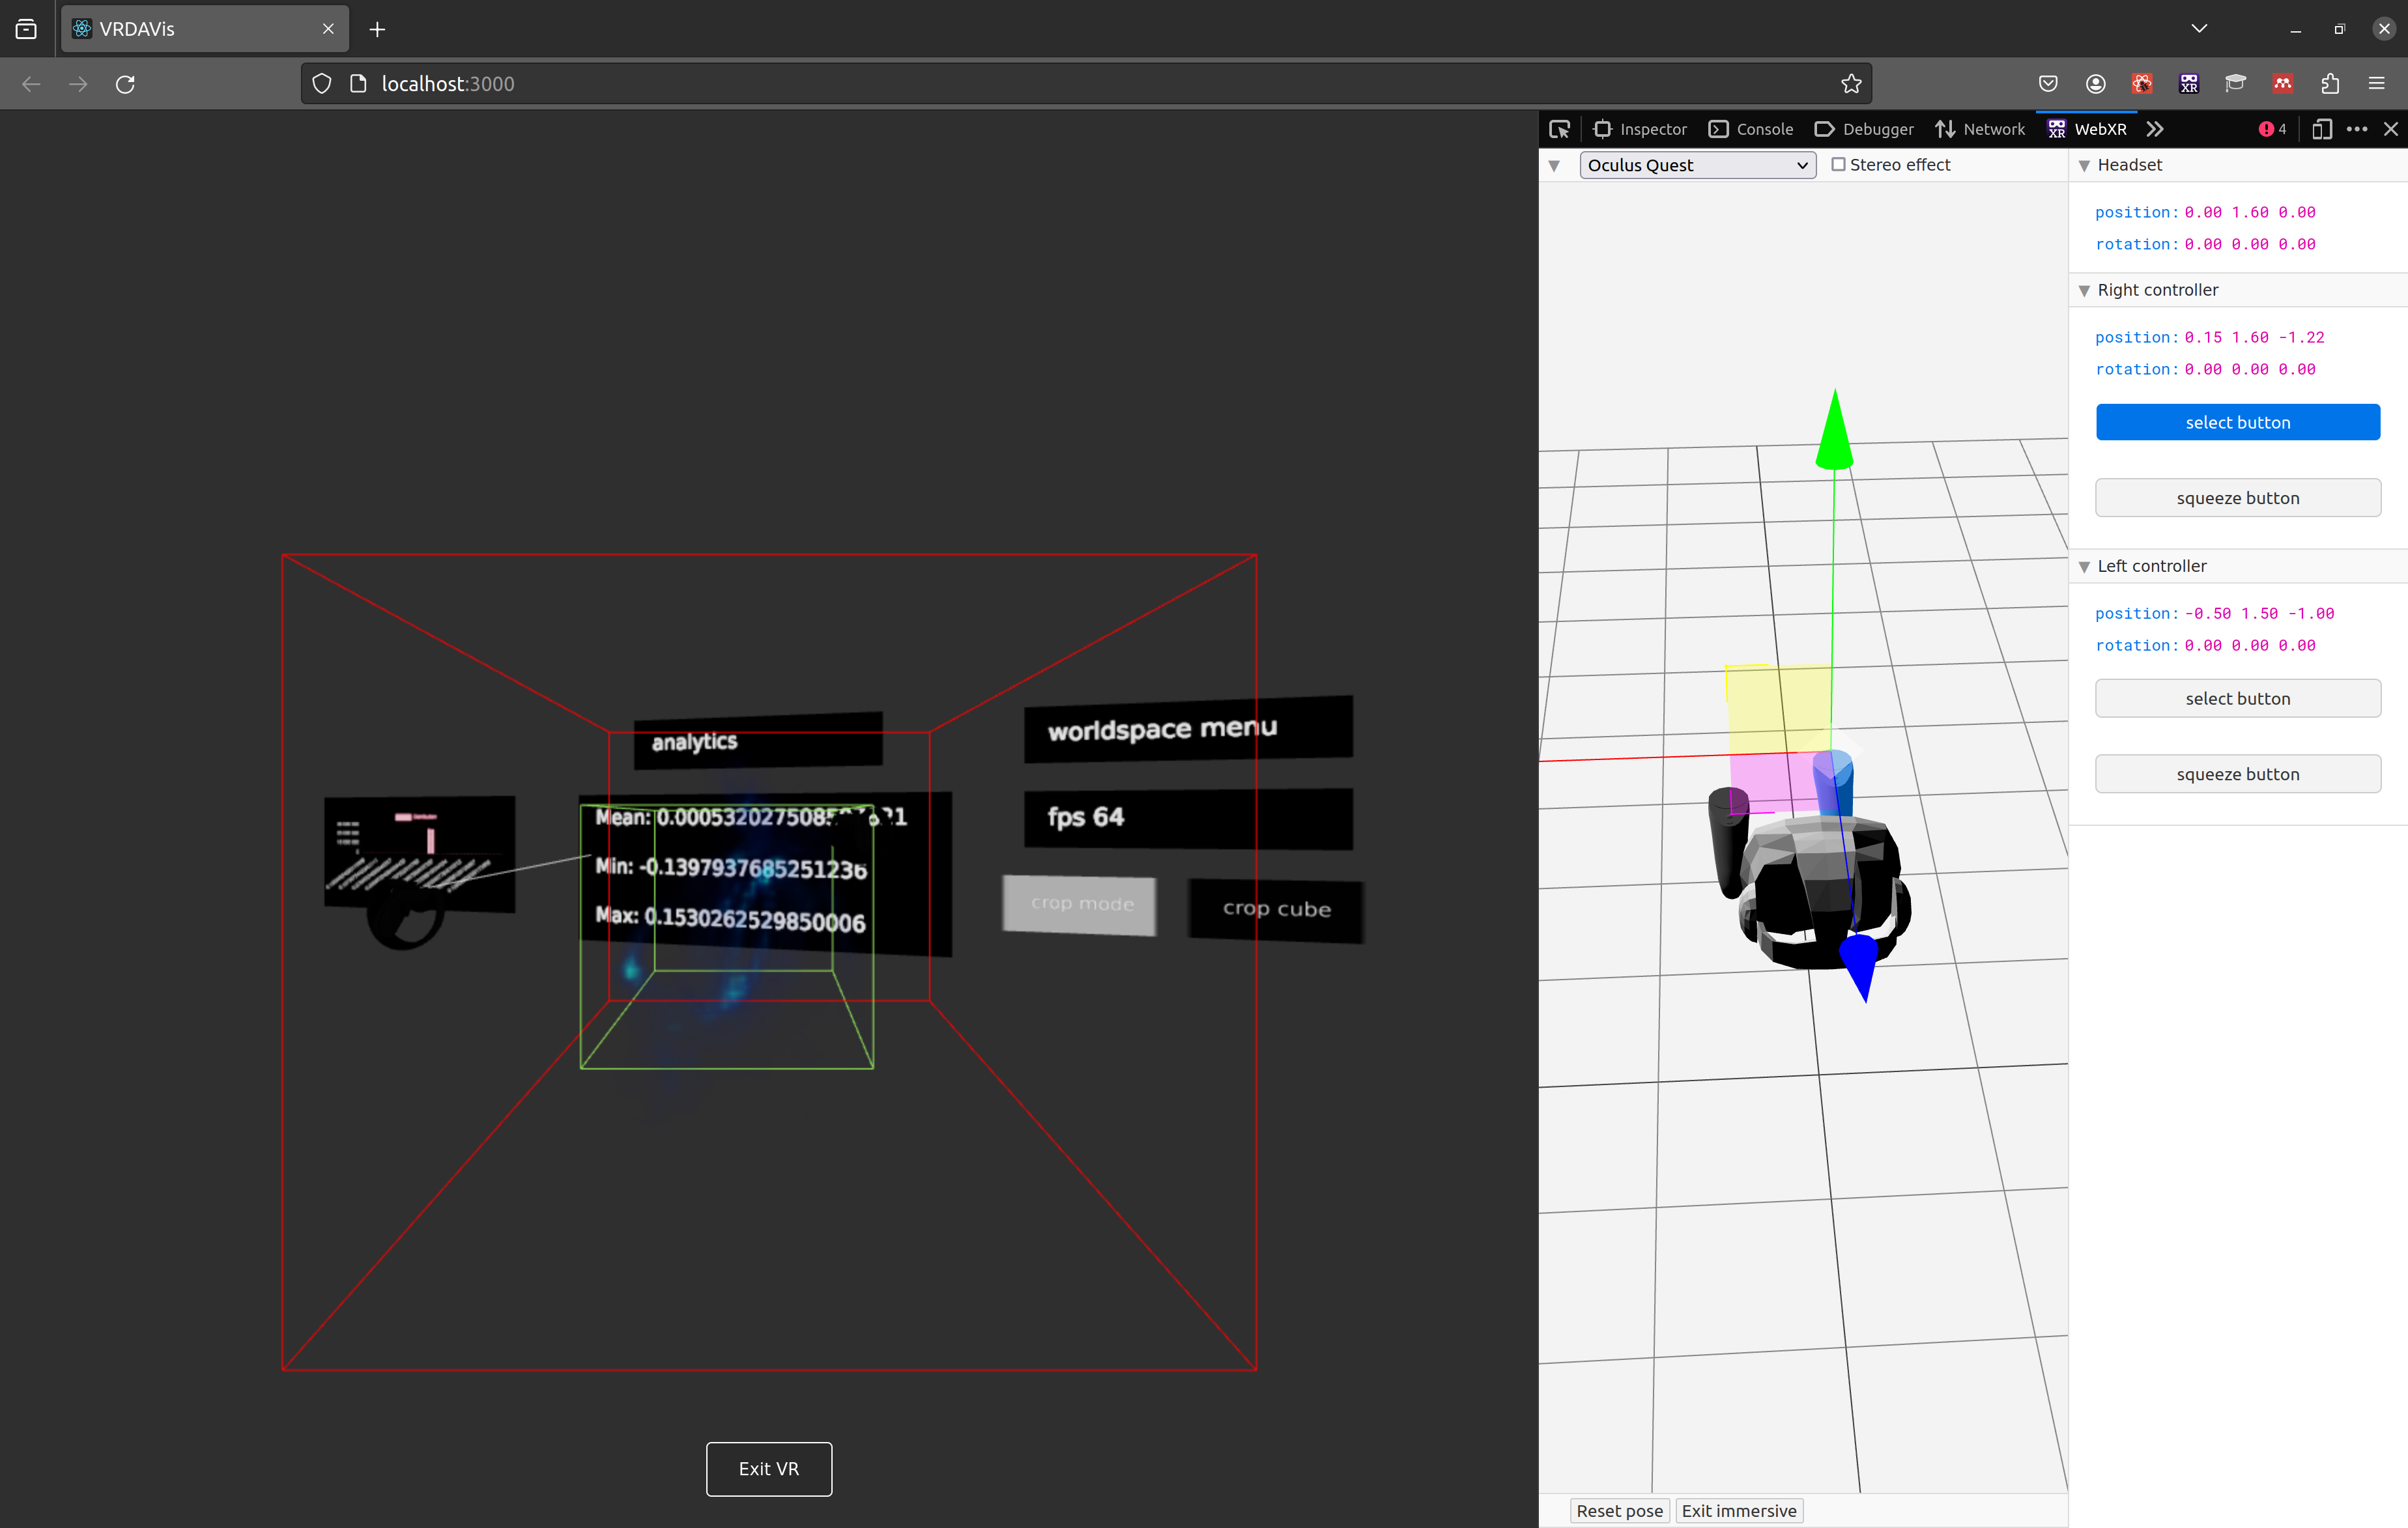 VRDAVis
localhost:3000
XR
Inspector
Console
Debugger
Network
XR
WebXR
4
Oculus Quest
Stereo effect
Headset
position: 0.00 1.60 0.00
rotation: 0.00 0.00 0.00
Right controller
position: 0.15 1.60 -1.22
rotation: 0.00 0.00 0.00
select button
squeeze button
Left controller
position: -0.50 1.50 -1.00
rotation: 0.00 0.00 0.00
select button
squeeze button
analytics
Mean:
Min: -0.1397937685251236
Max: 0.1530262529850006
worldspace menu
fps 64
crop mode
crop cube
Exit VR
Reset pose
Exit immersive